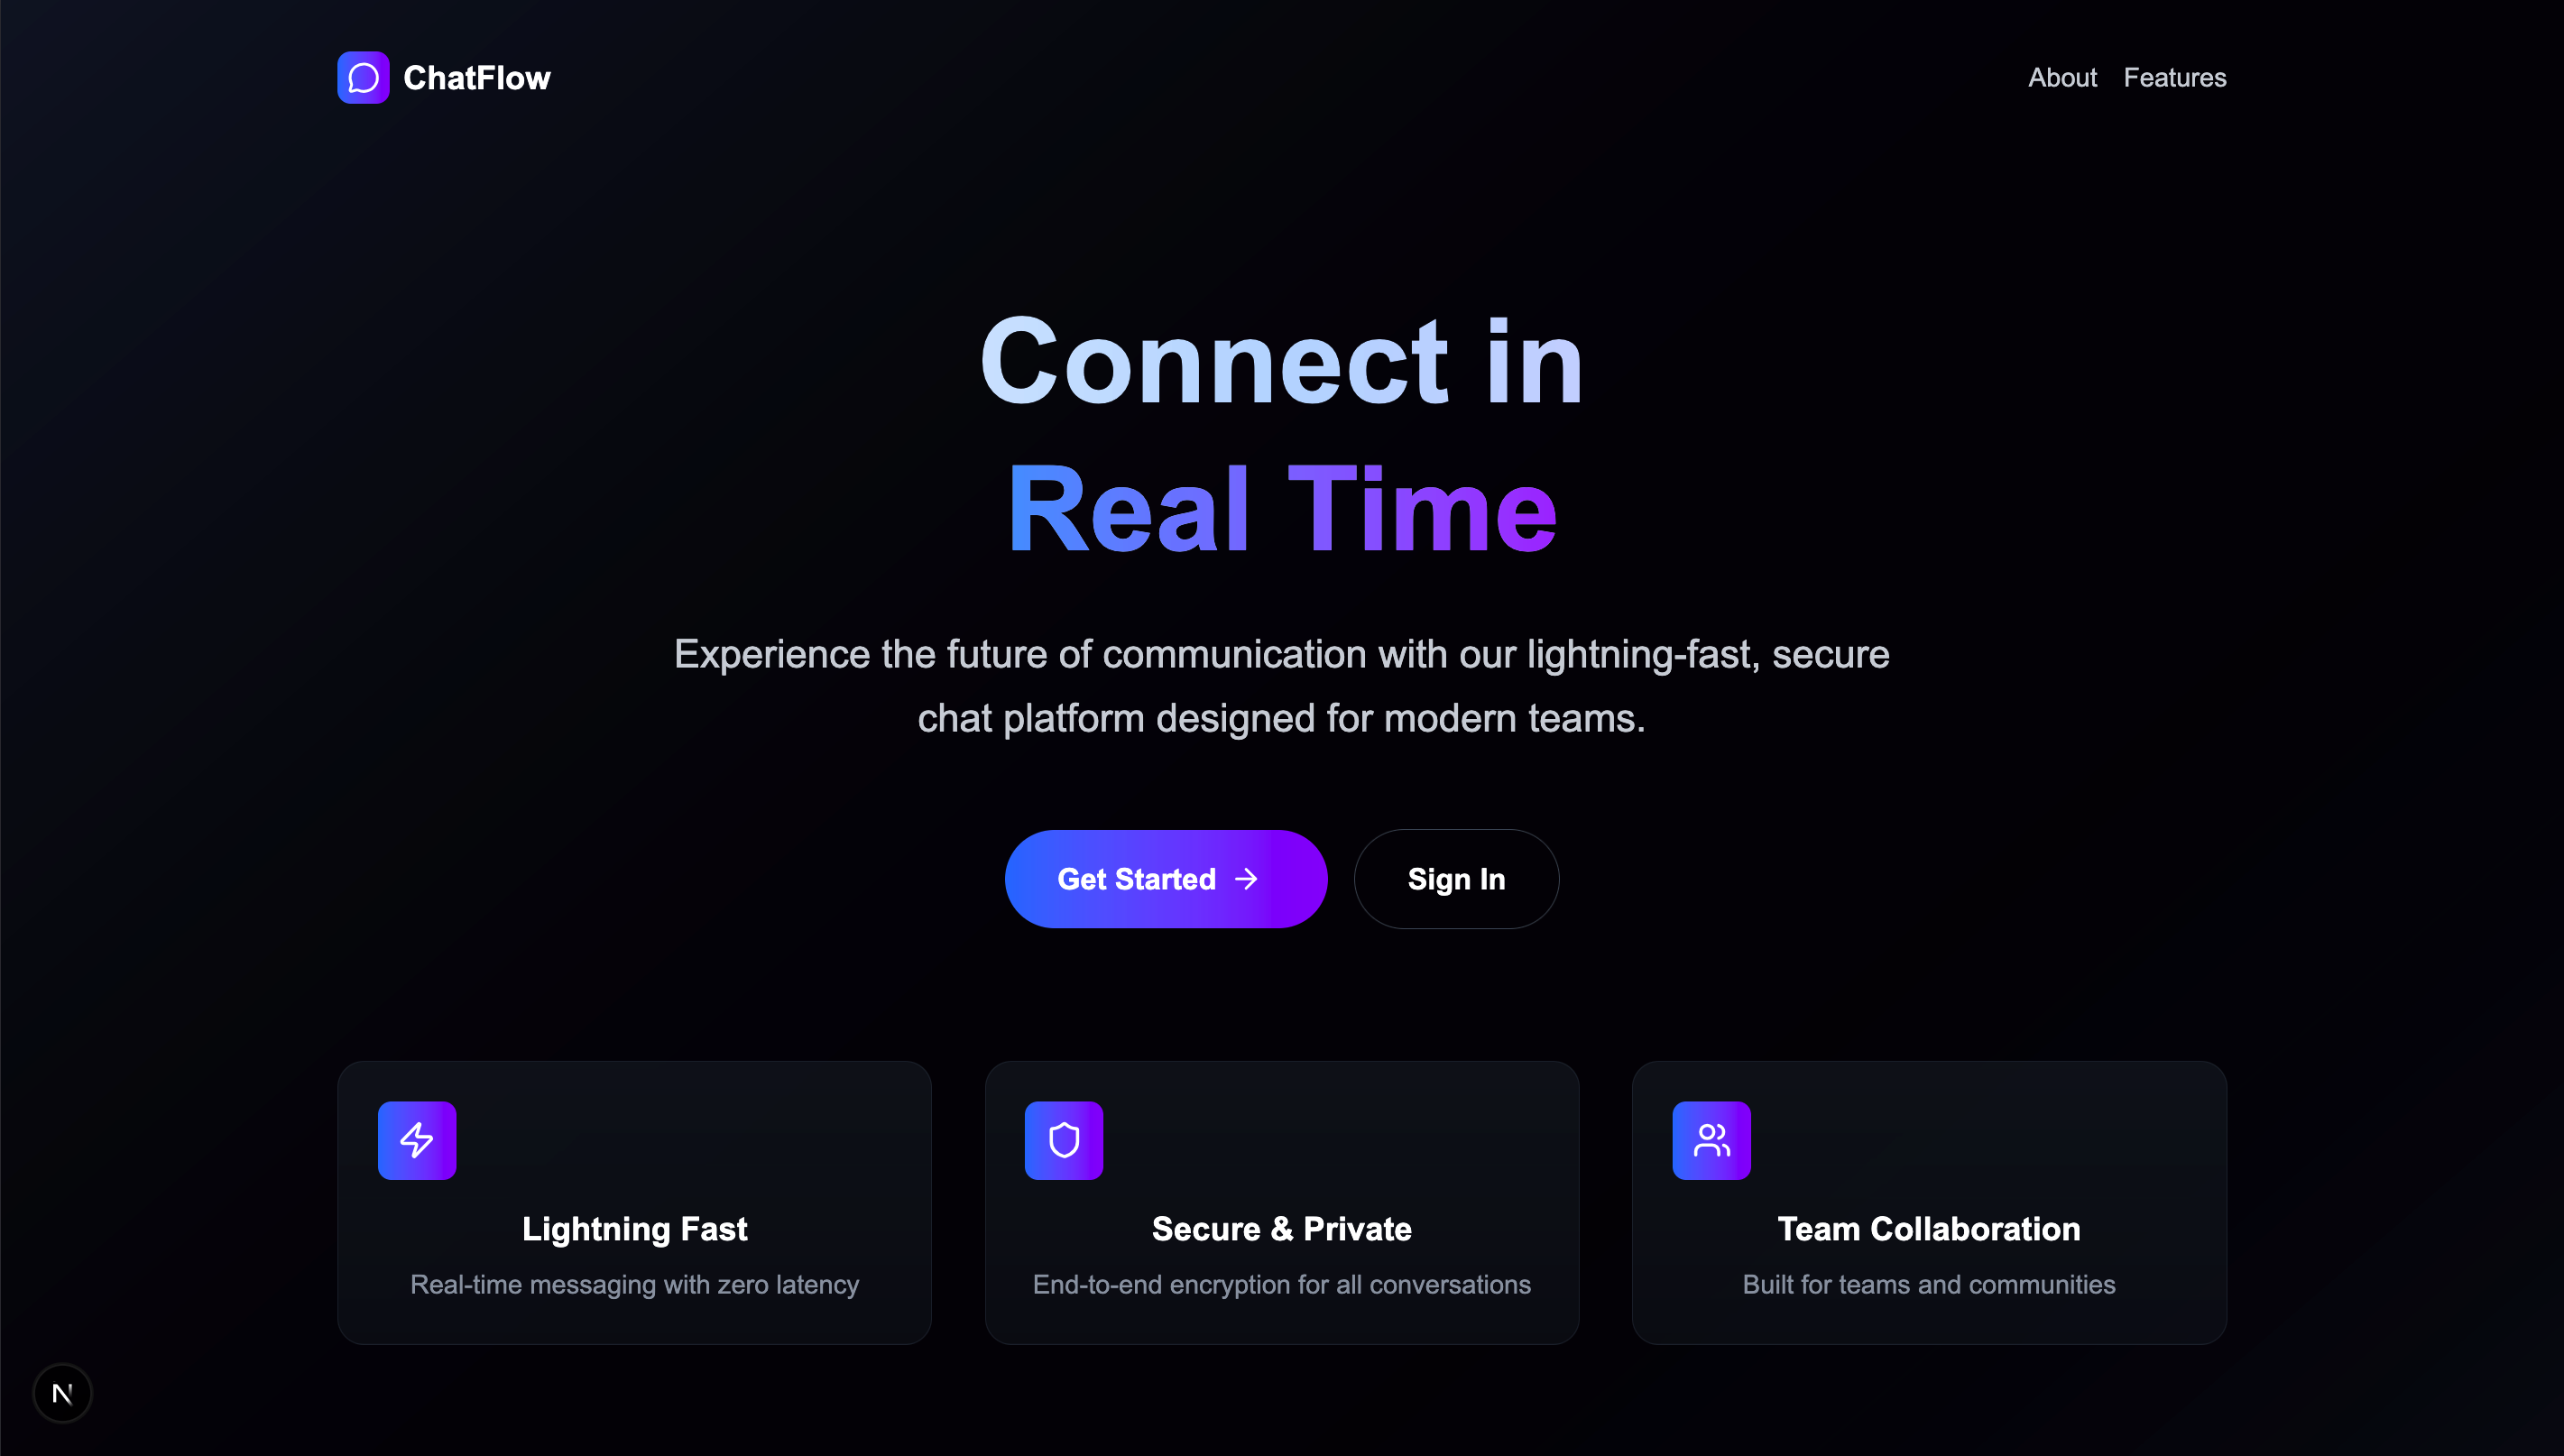 ChatFlow
About
Features
Connect in
Real Time
Experience the future of communication with our lightning-fast, secure
chat platform designed for modern teams.
Get Started
Sign In
Lightning Fast
Real-time messaging with zero latency
Secure & Private
End-to-end encryption for all conversations
Team Collaboration
Built for teams and communities
N